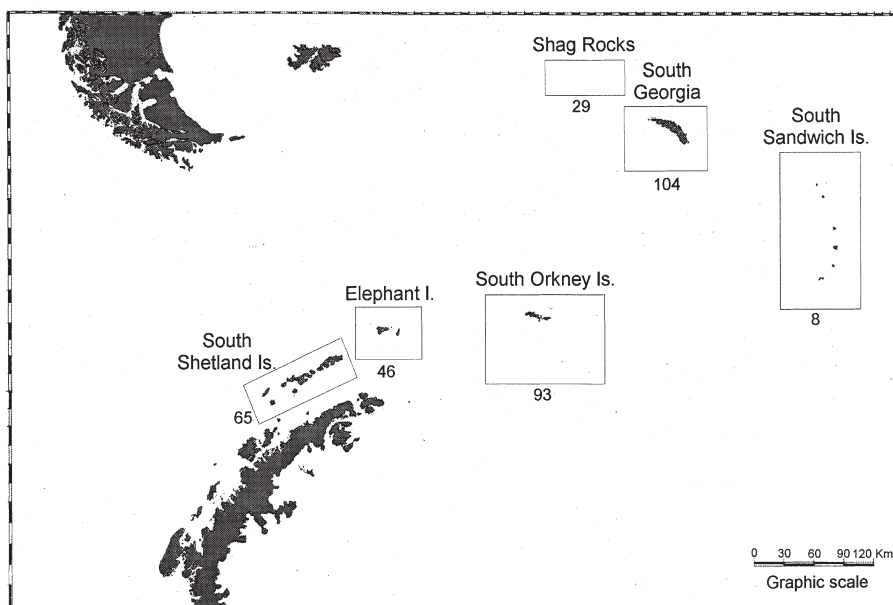 Shag Rocks
29
South
Georgia
104
South
Sandwich Is.
8
South Orkney Is.
93
Elephant I.
46
South
Shetland Is.
65
0 30 60 90 120 Km
Graphic scale